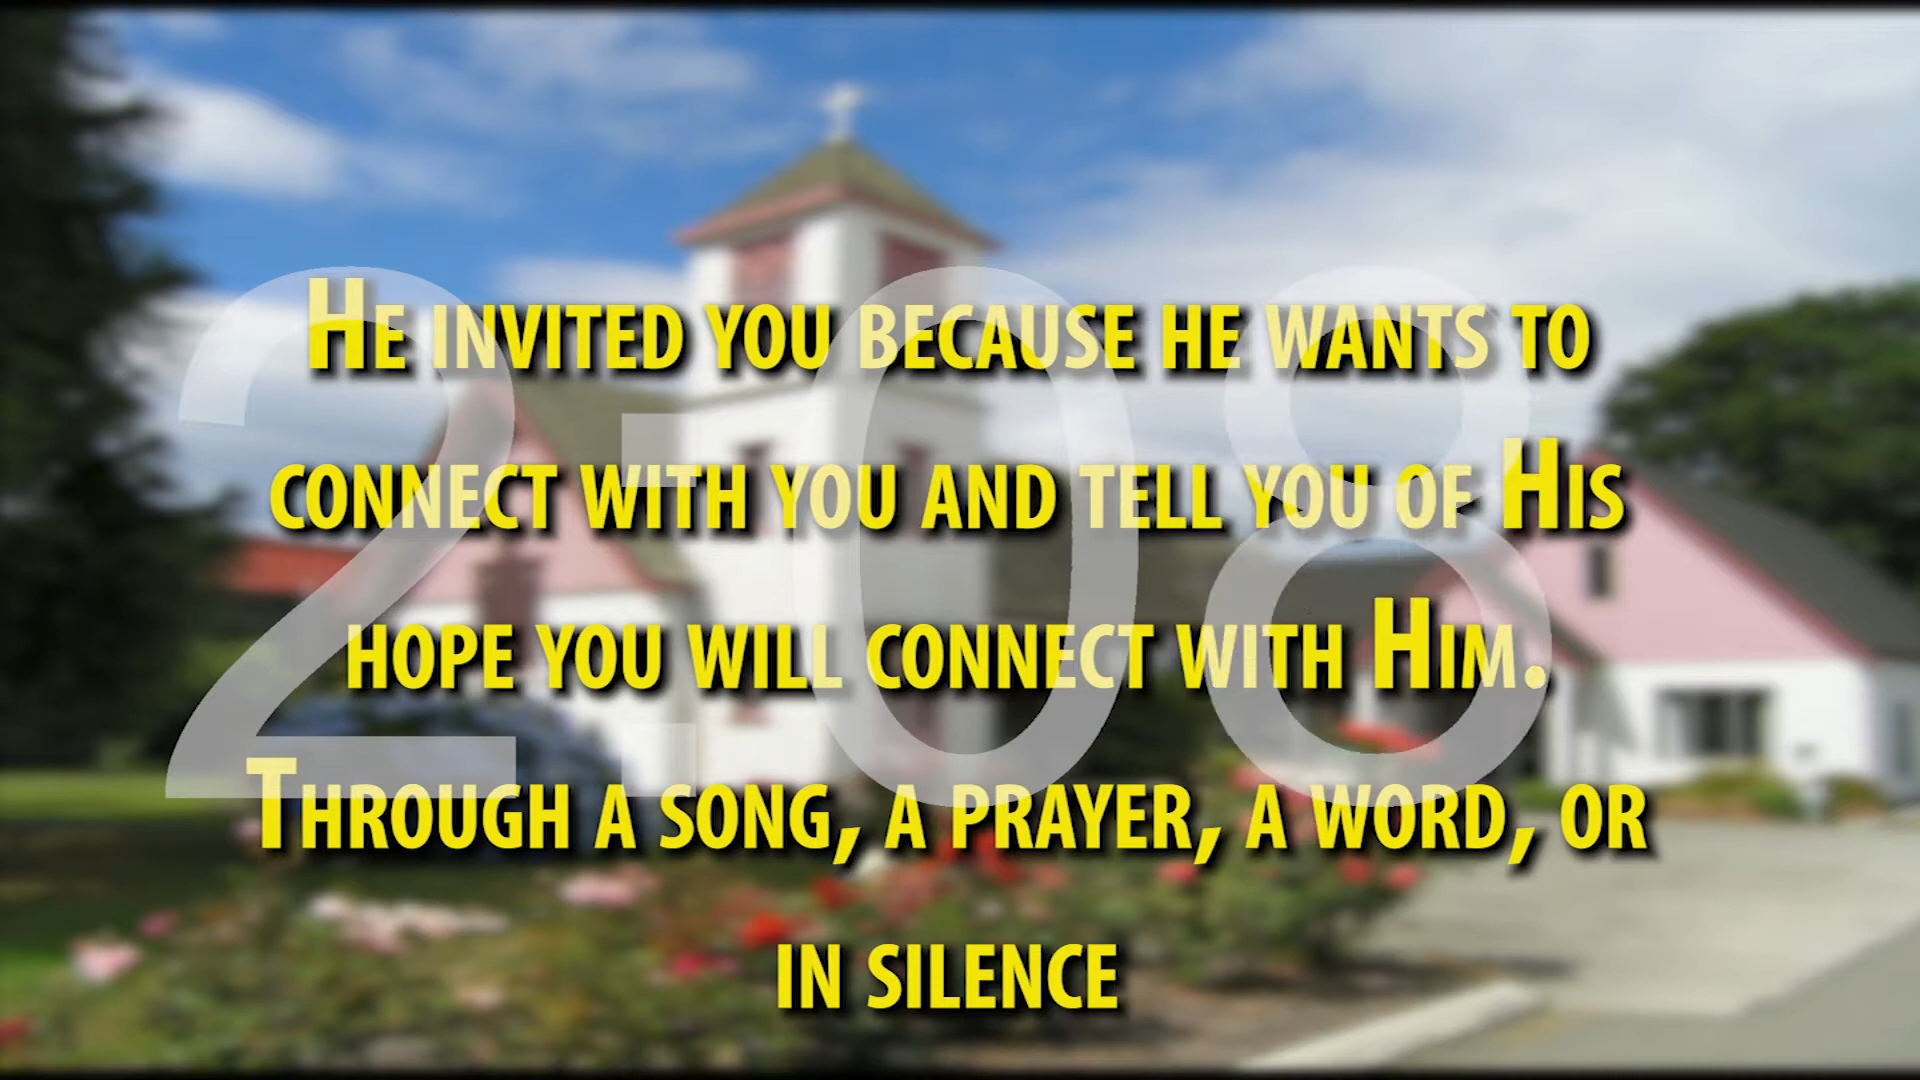 He invited you because he wants to
connect with you and tell you of His
hope you will connect with Him.
Through a song, a prayer, a word, or
in silence
2:08